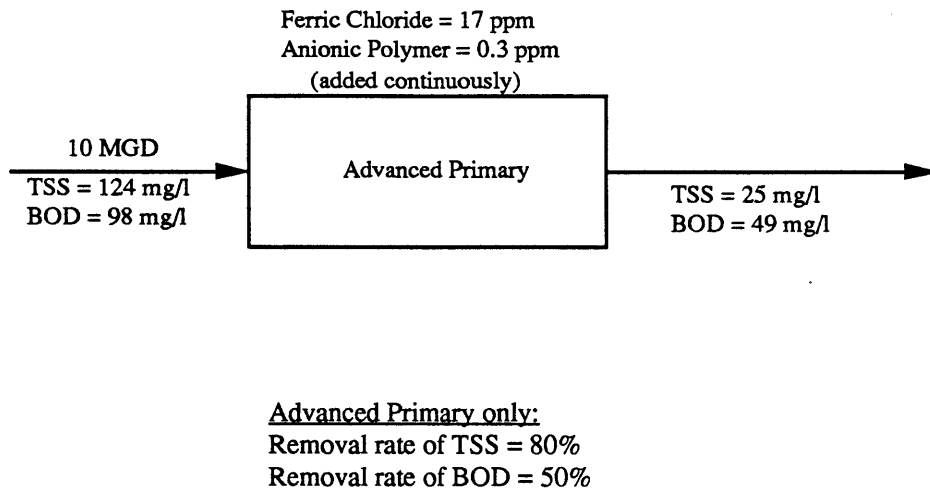 Ferric Chloride = 17 ppm
Anionic Polymer = 0.3 ppm
(added continuously)
10 MGD
TSS = 124 mg/l
BOD = 98 mg/l
Advanced Primary
TSS = 25 mg/l
BOD = 49 mg/l
Advanced Primary only:
Removal rate of TSS = 80%
Removal rate of BOD = 50%